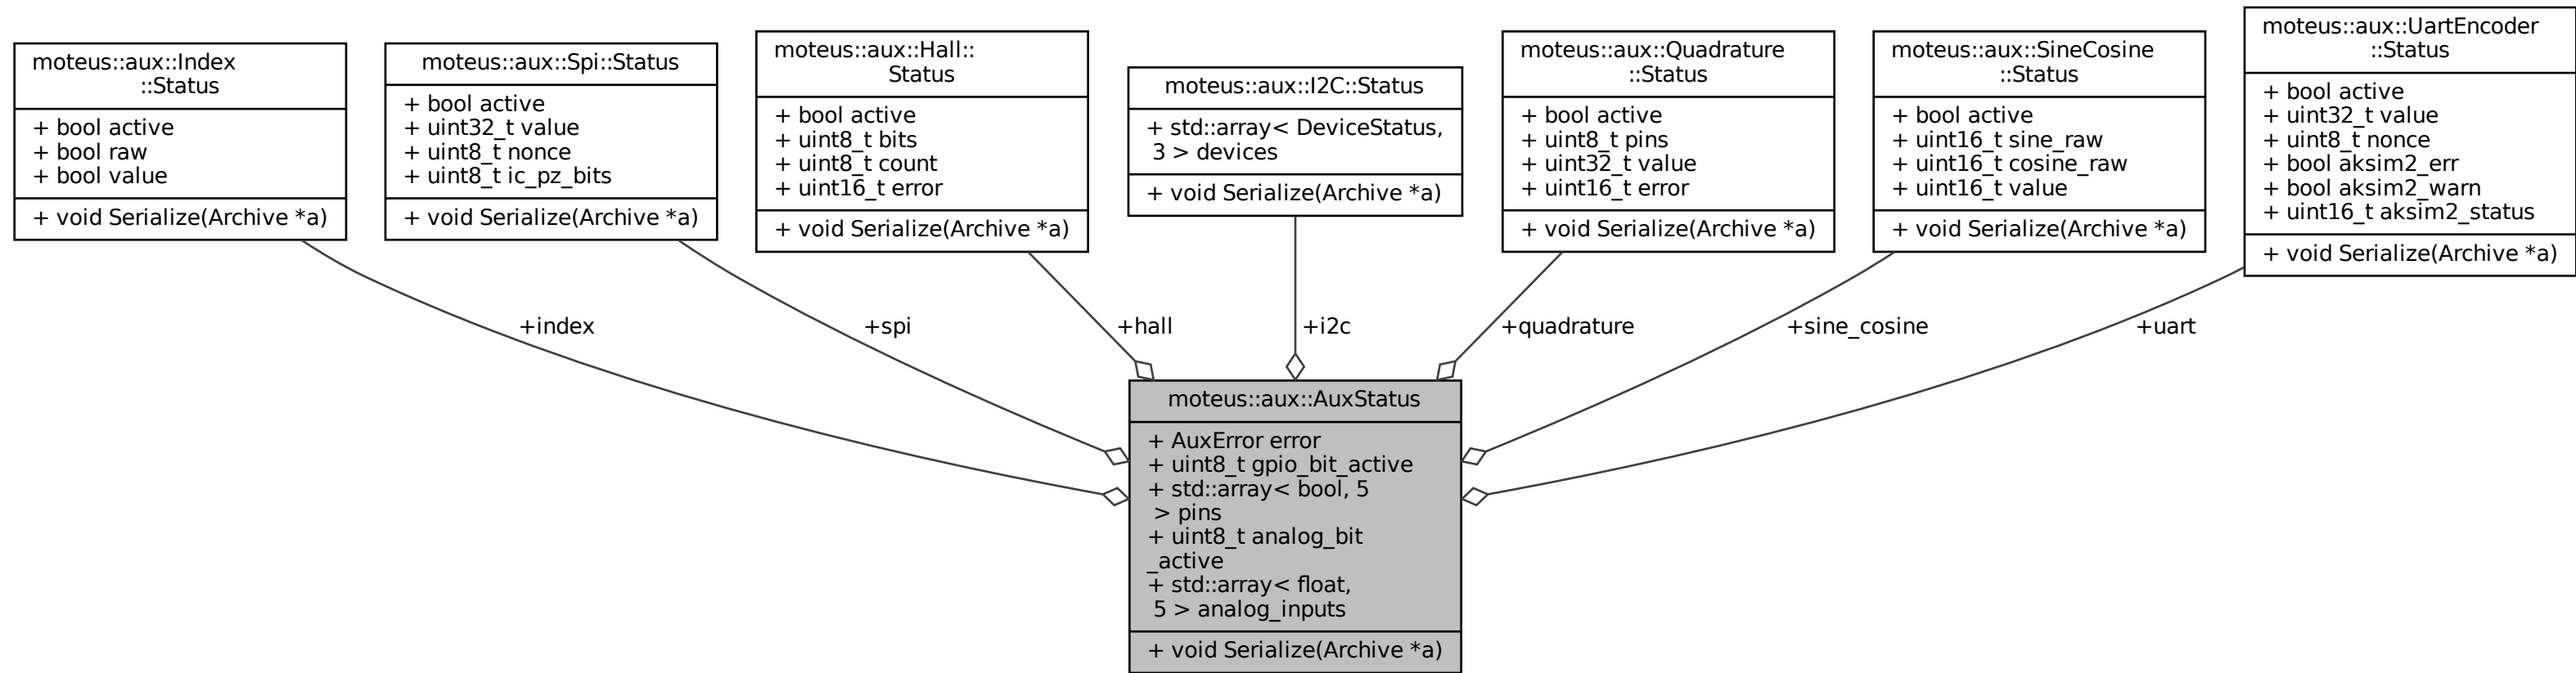 moteus::aux::Index
::Status
+ bool active
+ bool raw
+ bool value
+ void Serialize(Archive *a)
moteus::aux::Spi::Status
+ bool active
+ uint32_t value
+ uint8_t nonce
+ uint8_t ic_pz_bits
+ void Serialize(Archive *a)
moteus::aux::Hall::
Status
+ bool active
+ uint8_t bits
+ uint8_t count
+ uint16_t error
+ void Serialize(Archive *a)
moteus::aux::I2C::Status
+ std::array< DeviceStatus,
3 > devices
+ void Serialize(Archive *a)
moteus::aux::Quadrature
::Status
+ bool active
+ uint8_t pins
+ uint32_t value
+ uint16_t error
+ void Serialize(Archive *a)
moteus::aux::SineCosine
::Status
+ bool active
+ uint16_t sine_raw
+ uint16_t cosine_raw
+ uint16_t value
+ void Serialize(Archive *a)
moteus::aux::UartEncoder
::Status
+ bool active
+ uint32_t value
+ uint8_t nonce
+ bool aksim2_err
+ bool aksim2_warn
+ uint16_t aksim2_status
+ void Serialize(Archive *a)
+index
+spi
+hall
+i2c
+quadrature
+sine_cosine
+uart
moteus::aux::AuxStatus
+ AuxError error
+ uint8_t gpio_bit_active
+ std::array< bool, 5
> pins
+ uint8_t analog_bit
_active
+ std::array< float,
5 > analog_inputs
+ void Serialize(Archive *a)